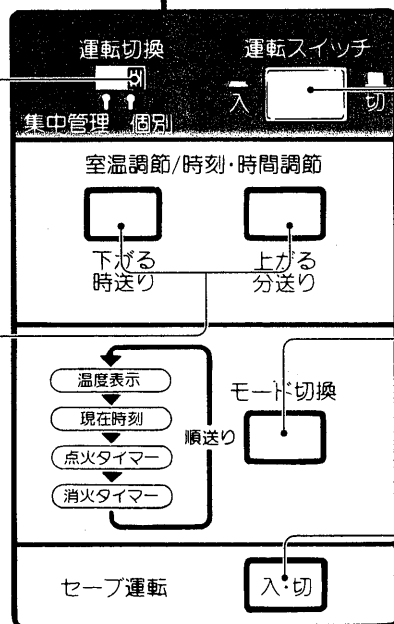 運転切換
運転スイッチ
入
切
集中管理 個別
室温調節/時刻・時間調節
下がる
時送り
上がる
分送り
温度表示
現在時刻
点火タイマー
消火タイマー
順送り
モード切換
セーブ運転
入・切